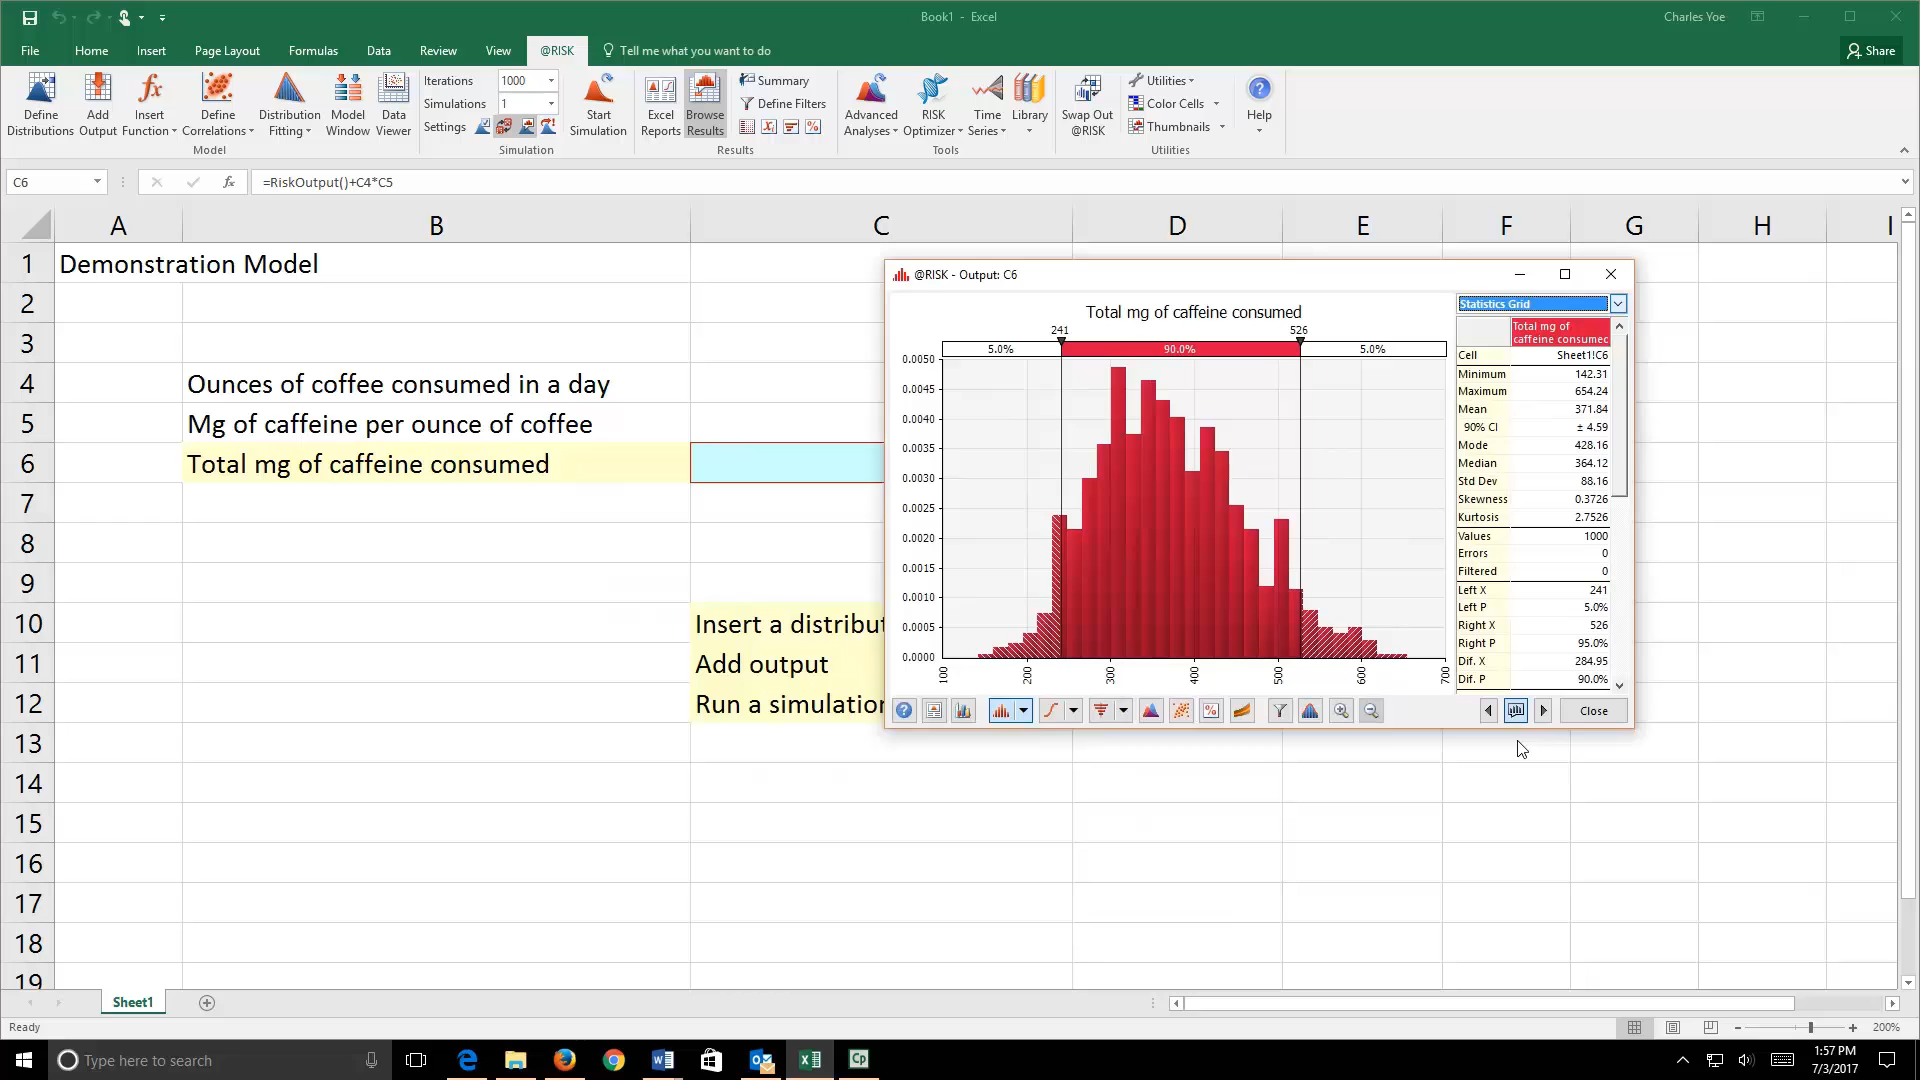 Book1 - Excel
Charles Yoe
File Home Insert Page Layout Formulas Data Review View @RISK Tell me what you want to do
Share
Define Distributions
Add Output
Insert Function
Define Correlations
Distribution Fitting
Model Window
Data Viewer
Model
Iterations 1000
Simulations 1
Settings
Start Simulation
Simulation
Excel Reports
Browse Results
Summary
Define Filters
Results
Advanced Analyses
RISK Optimizer
Time Series
Library
Tools
Swap Out @RISK
Utilities
Color Cells
Thumbnails
Utilities
Help
C6
fx
=RiskOutput()+C4*C5
A B C D E F G H I
1 Demonstration Model
2
3
4 Ounces of coffee consumed in a day
5 Mg of caffeine per ounce of coffee
6 Total mg of caffeine consumed
7
8
9
10 Insert a distribut
11 Add output
12 Run a simulation
13
14
15
16
17
18
19
@RISK - Output: C6
Total mg of caffeine consumed
241 526
5.0% 90.0% 5.0%
0.0050
0.0045
0.0040
0.0035
0.0030
0.0025
0.0020
0.0015
0.0010
0.0005
0.0000
100 200 300 400 500 600 700
Statistics Grid
Total mg of
caffeine consumec
Cell Sheet1!C6
Minimum 142.31
Maximum 654.24
Mean 371.84
90% CI ± 4.59
Mode 428.16
Median 364.12
Std Dev 88.16
Skewness 0.3726
Kurtosis 2.7526
Values 1000
Errors 0
Filtered 0
Left X 241
Left P 5.0%
Right X 526
Right P 95.0%
Dif. X 284.95
Dif. P 90.0%
Close
Sheet1
Ready
200%
Type here to search
1:57 PM
7/3/2017